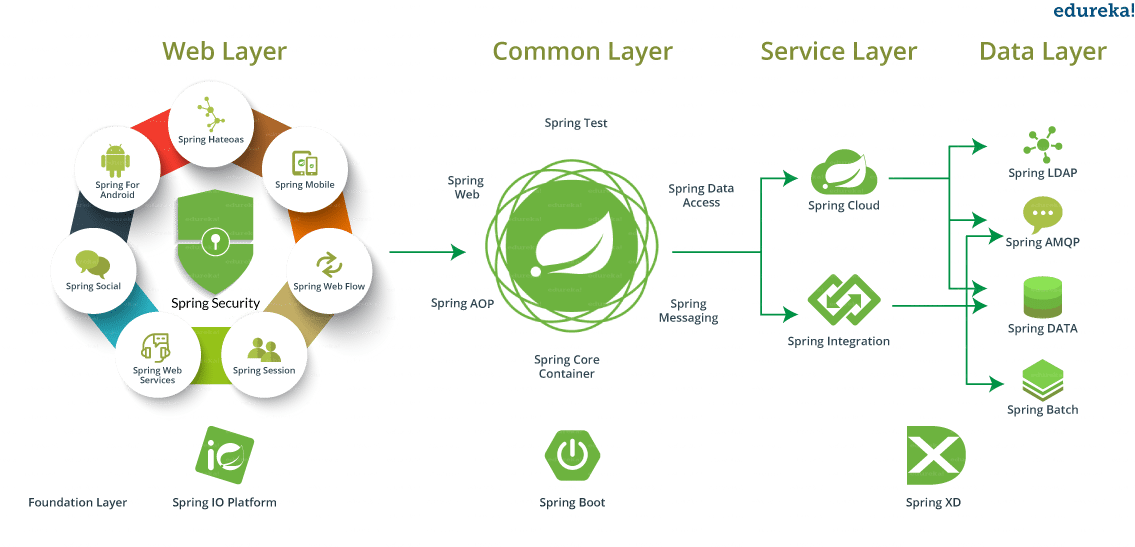 edureka!
Web Layer
Common Layer
Service Layer
Data Layer
Spring Hateoas
Spring For
Android
Spring Mobile
Spring Social
Spring Web Flow
Spring Security
Spring Web
Services
Spring Session
Spring Test
Spring
Web
Spring Data
Access
Spring AOP
Spring
Messaging
Spring Core
Container
Spring Cloud
Spring Integration
Spring LDAP
Spring AMQP
Spring DATA
Spring Batch
iO
X
Foundation Layer
Spring IO Platform
Spring Boot
Spring XD